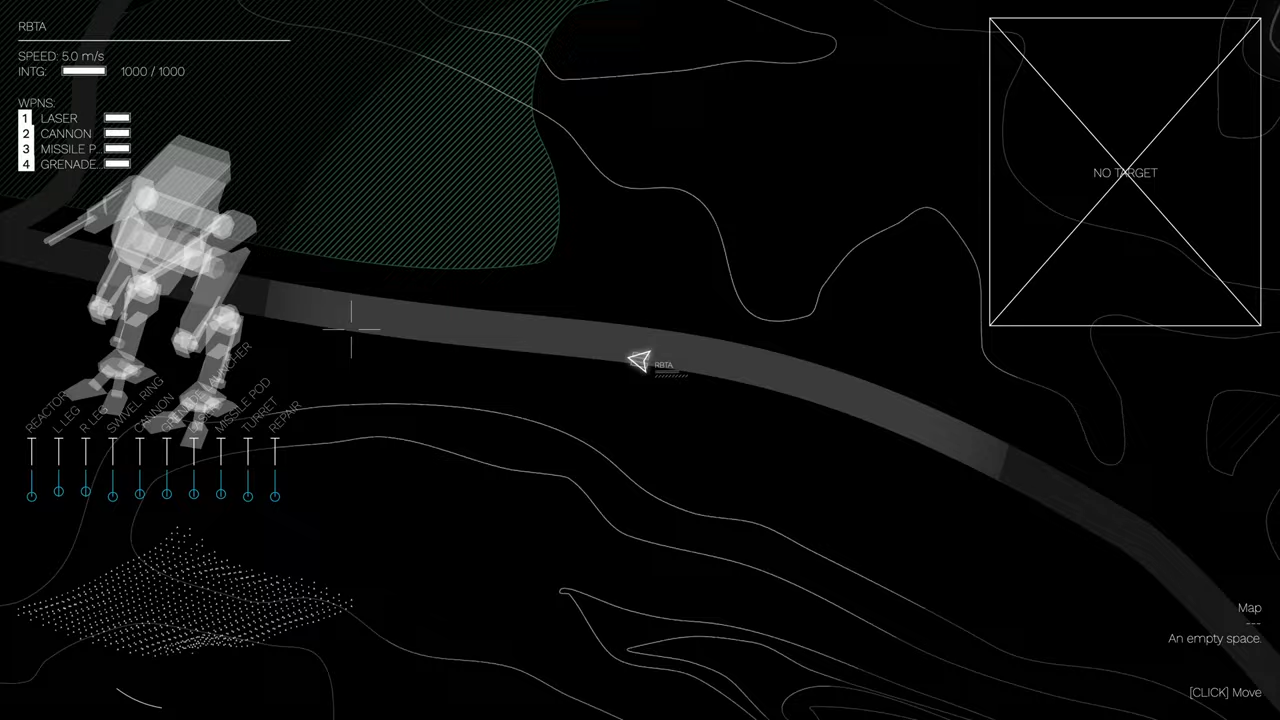 RBTA
SPEED: 5.0 m/s
INTG: 1000 / 1000
WPNS:
1 LASER
2 CANNON
3 MISSILE P...
4 GRENADE...
NO TARGET
RBTA
REACTOR
L LEG
R LEG
SWIVEL RING
CANNON
MISSILE POD
TURRET
REPAIR
Map
---
An empty space.
[CLICK] Move